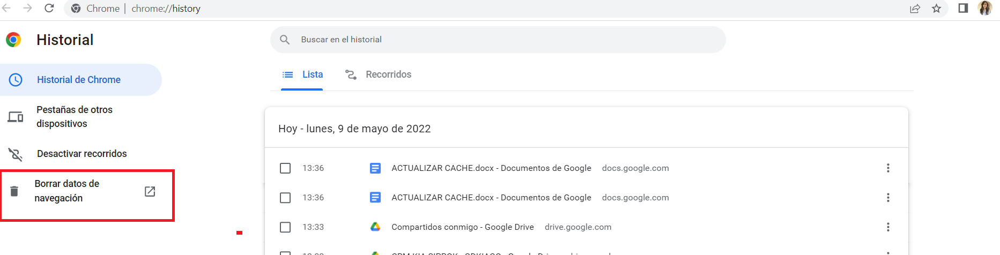 Chrome | chrome://history
Historial
Buscar en el historial
Lista
Recorridos
Historial de Chrome
Pestañas de otros
dispositivos
Desactivar recorridos
Borrar datos de
navegación
Hoy - lunes, 9 de mayo de 2022
13:36 ACTUALIZAR CACHE.docx - Documentos de Google docs.google.com
13:36 ACTUALIZAR CACHE.docx - Documentos de Google docs.google.com
13:33 Compartidos conmigo - Google Drive drive.google.com